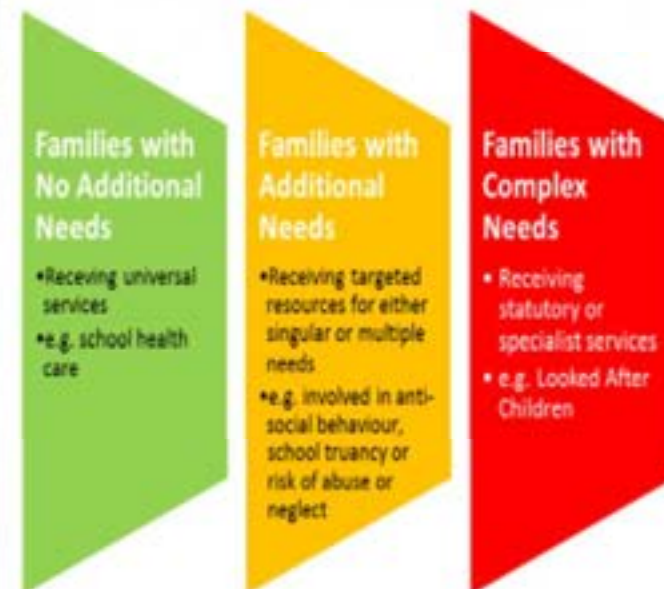 Families with
No Additional
Needs
•Receving universal
services
•e.g. school health
care
Families with
Additional
Needs
•Receiving targeted
resources for either
singular or multiple
needs
•e.g. involved in anti-
social behaviour,
school truancy or
risk of abuse or
neglect
Families with
Complex
Needs
• Receiving
statutory or
specialist services
• e.g. Looked After
Children